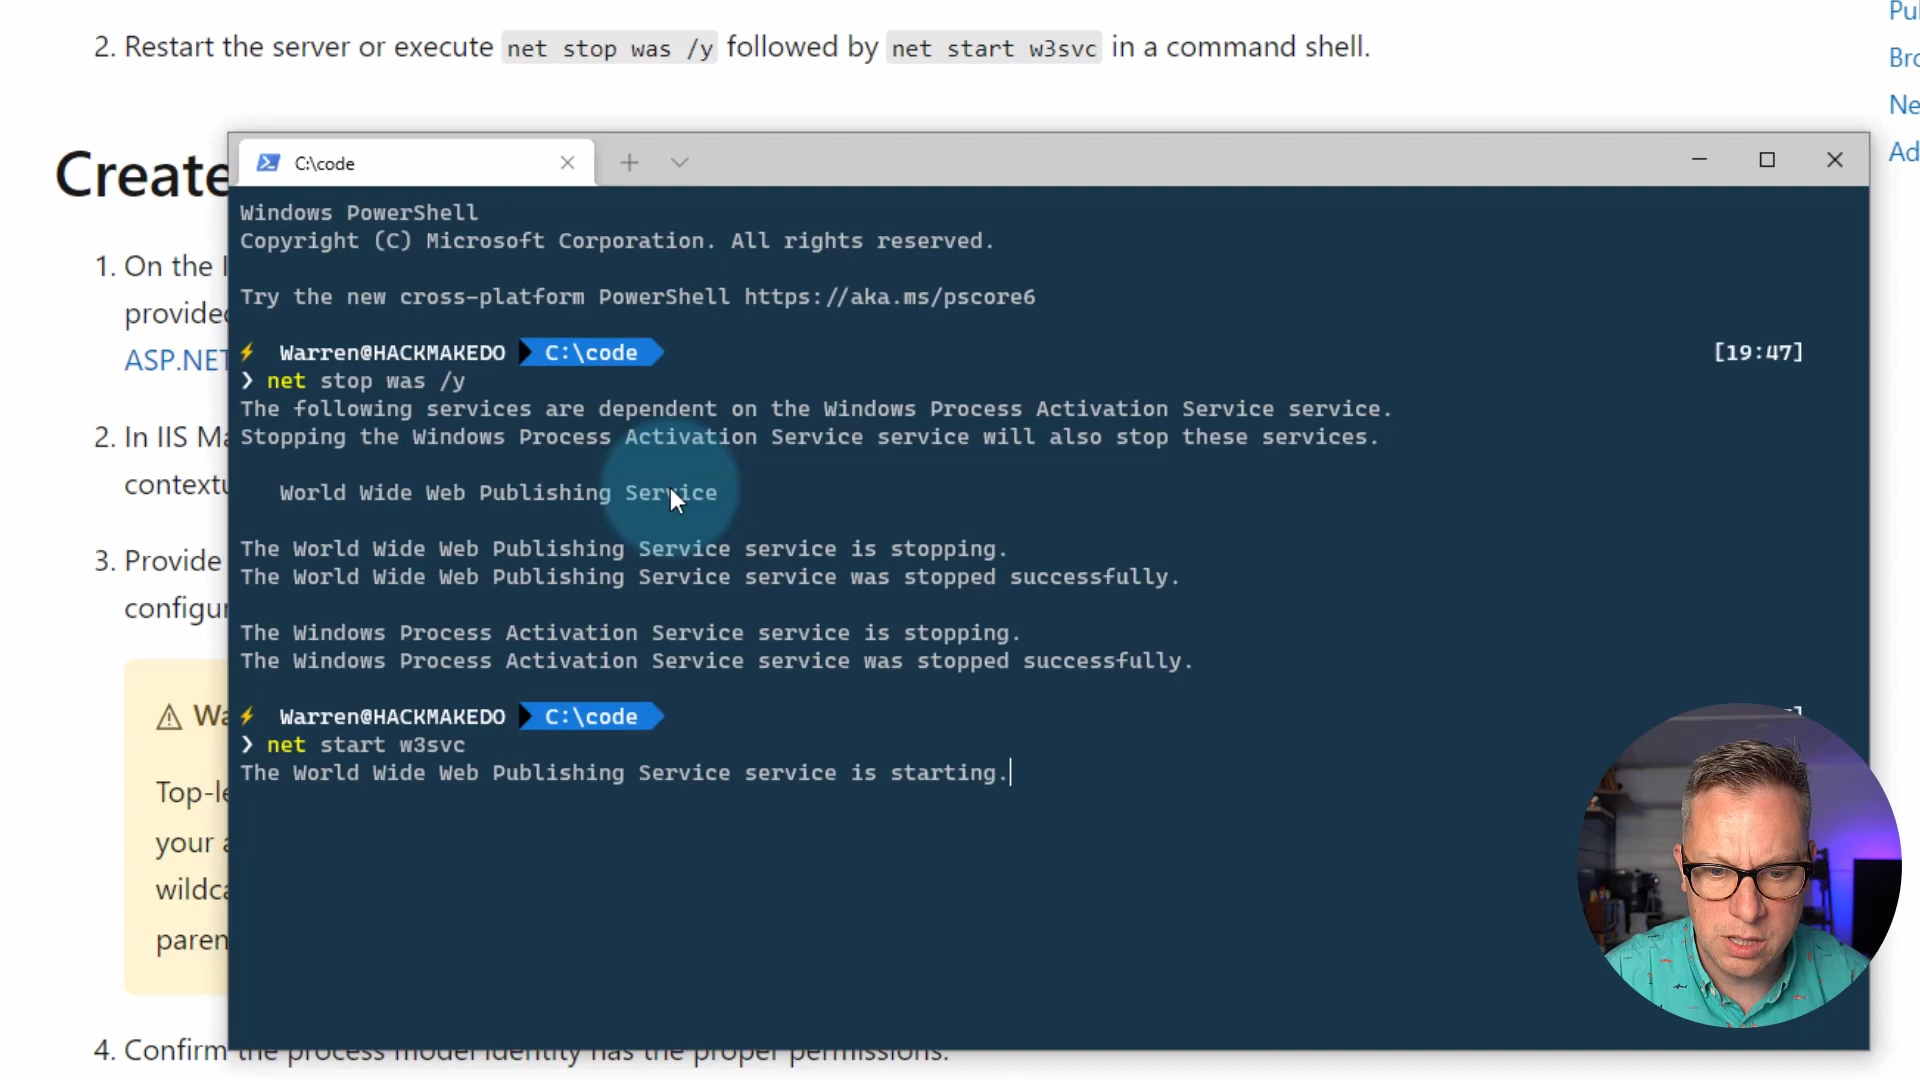 2. Restart the server or execute net stop was /y followed by net start w3svc in a command shell.
Create
1. On the
provided
ASP.NET
2. In IIS
contextu
3. Provide
configur
Top-le
your
wildca
paren
4. Confirm the process model identity has the proper permissions.
C:\code
Windows PowerShell
Copyright (C) Microsoft Corporation. All rights reserved.
Try the new cross-platform PowerShell https://aka.ms/pscore6
⚡ Warren@HACKMAKEDO C:\code [19:47]
❯ net stop was /y
The following services are dependent on the Windows Process Activation Service service.
Stopping the Windows Process Activation Service service will also stop these services.
World Wide Web Publishing Service
The World Wide Web Publishing Service service is stopping.
The World Wide Web Publishing Service service was stopped successfully.
The Windows Process Activation Service service is stopping.
The Windows Process Activation Service service was stopped successfully.
⚡ Warren@HACKMAKEDO C:\code
❯ net start w3svc
The World Wide Web Publishing Service service is starting.
Pu
Bro
Ne
Ad